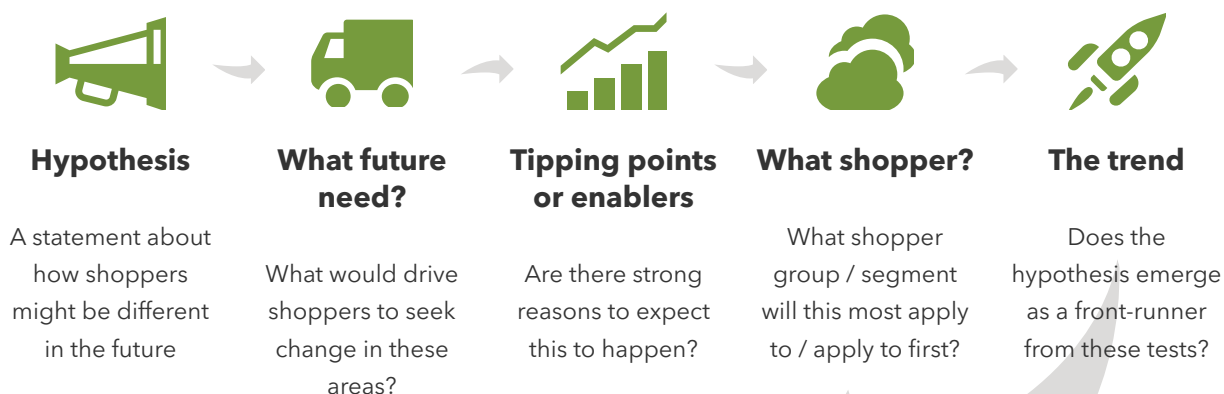 Hypothesis
A statement about
how shoppers
might be different
in the future
What future
need?
What would drive
shoppers to seek
change in these
areas?
Tipping points
or enablers
Are there strong
reasons to expect
this to happen?
What shopper?
What shopper
group / segment
will this most apply
to / apply to first?
The trend
Does the
hypothesis emerge
as a front-runner
from these tests?